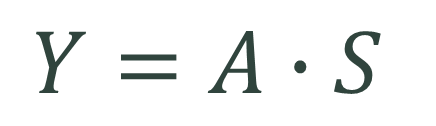 Y = A · S